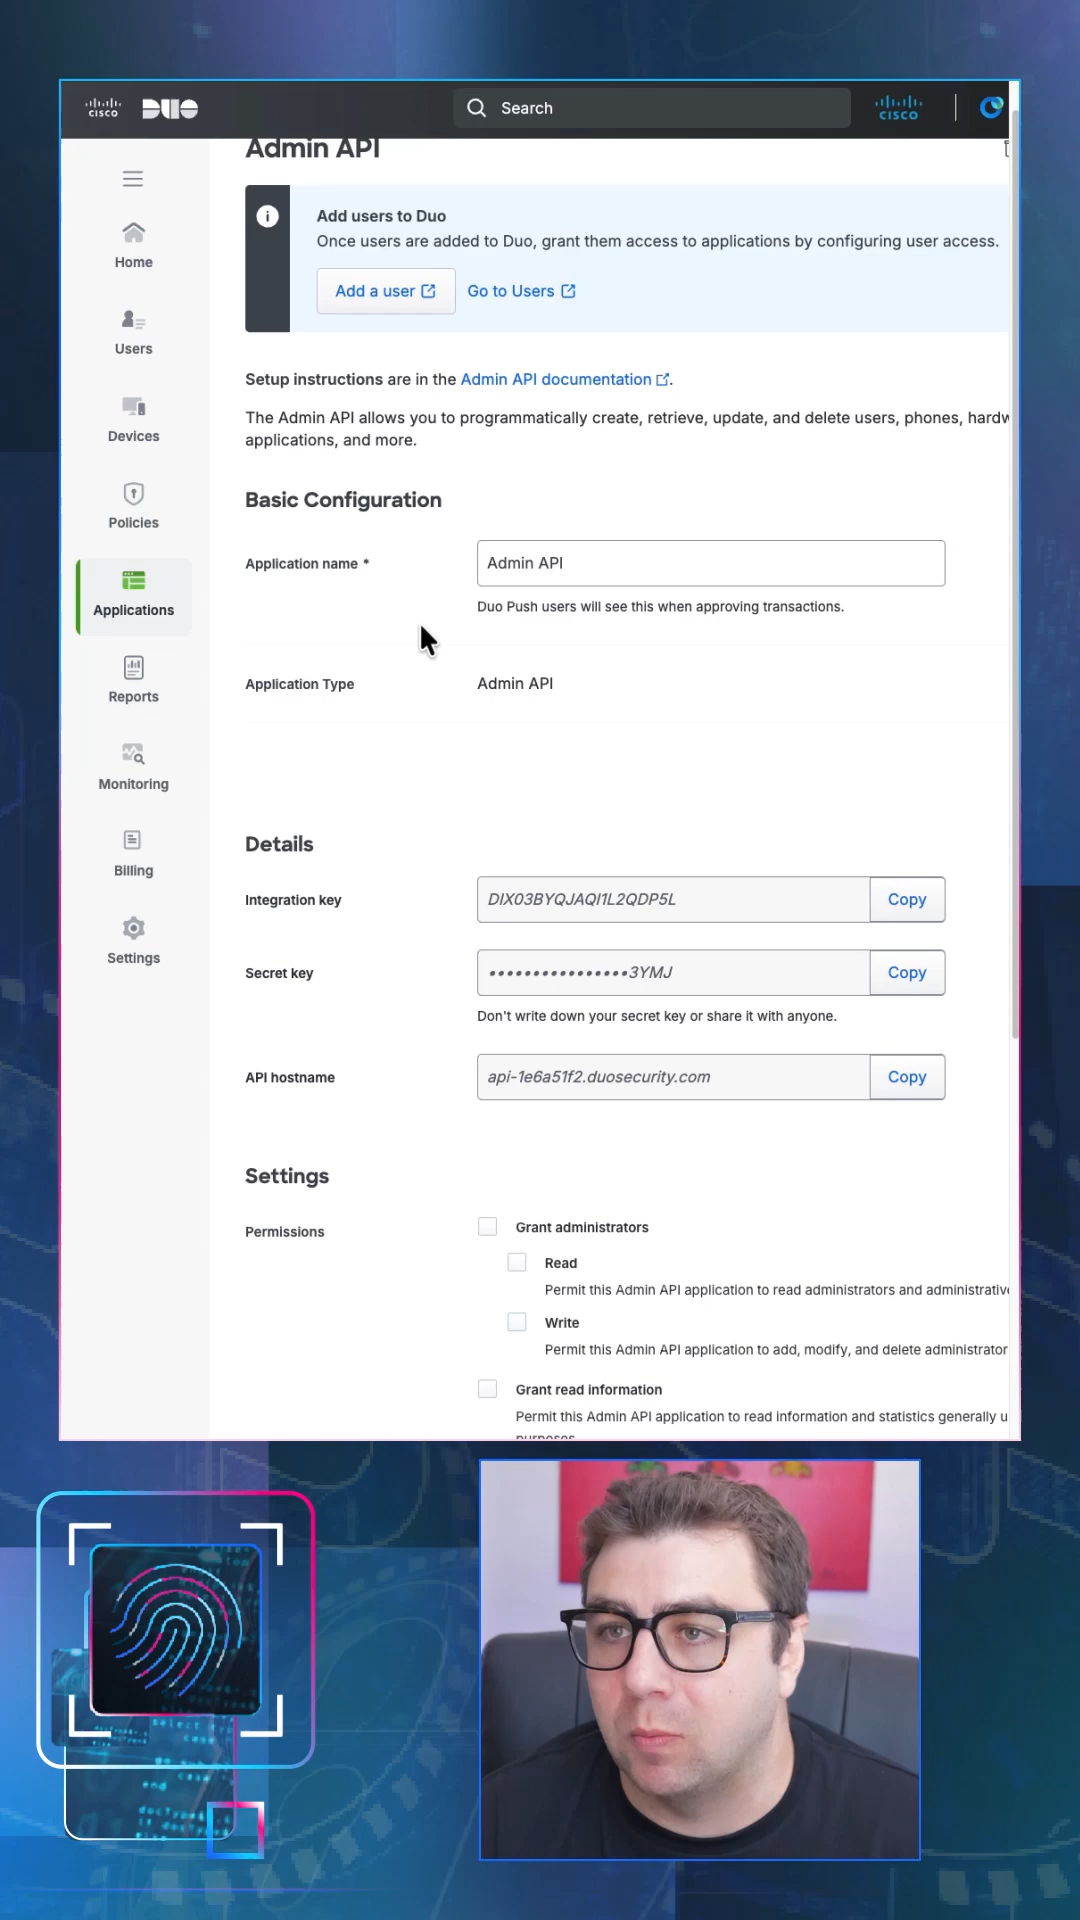 CISCO
DUO
Search
CISCO
Admin API
Home
Users
Devices
Policies
Applications
Reports
Monitoring
Billing
Settings
Add users to Duo
Once users are added to Duo, grant them access to applications by configuring user access.
Add a user
Go to Users
Setup instructions are in the Admin API documentation.
The Admin API allows you to programmatically create, retrieve, update, and delete users, phones, hardw
applications, and more.
Basic Configuration
Application name *
Admin API
Duo Push users will see this when approving transactions.
Application Type
Admin API
Details
Integration key
DIX03BYQJAQI1L2QDP5L
Copy
Secret key
••••••••••••••••3YMJ
Copy
Don't write down your secret key or share it with anyone.
API hostname
api-1e6a51f2.duosecurity.com
Copy
Settings
Permissions
Grant administrators
Read
Permit this Admin API application to read administrators and administrative
Write
Permit this Admin API application to add, modify, and delete administrator
Grant read information
Permit this Admin API application to read information and statistics generally u
purposes
select